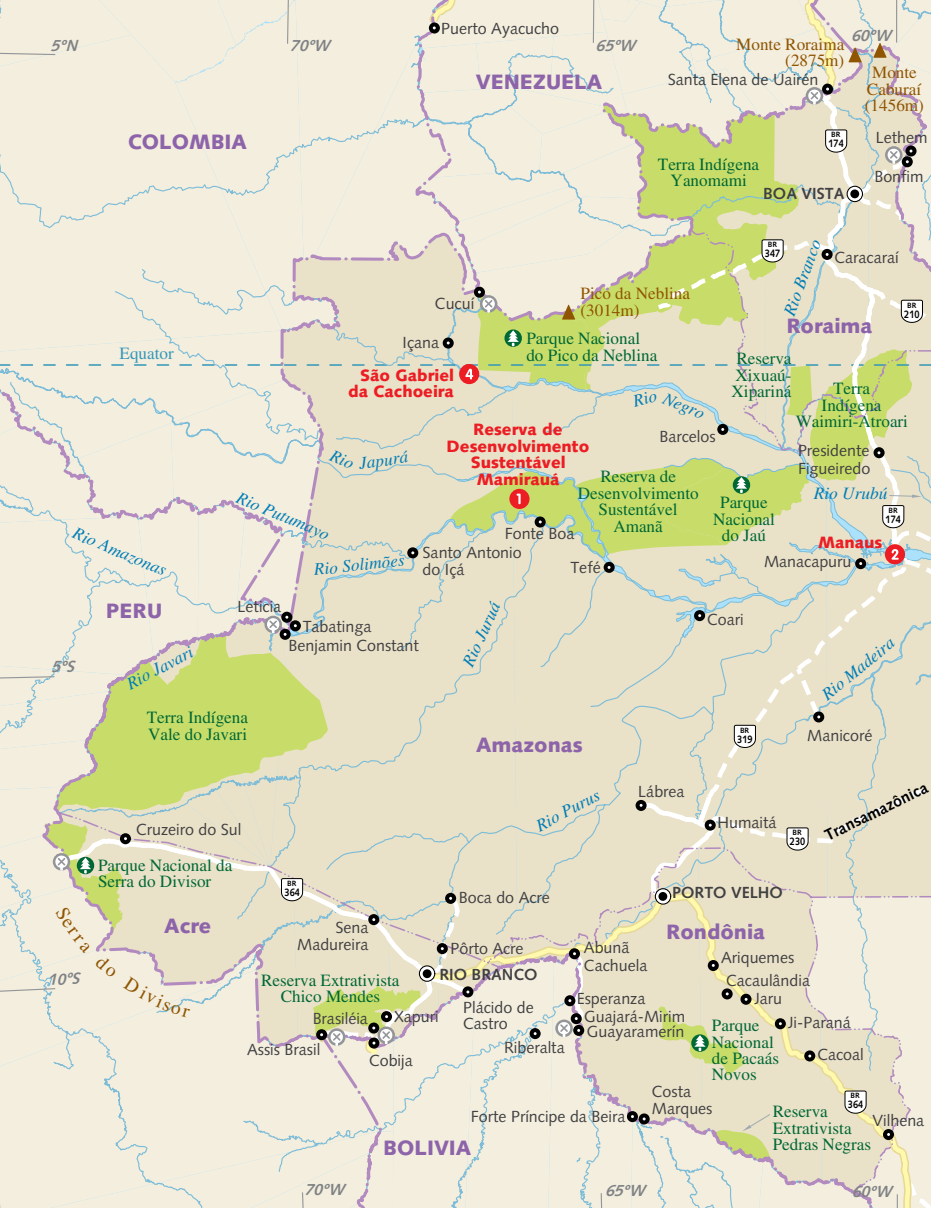 60°W
5°N
70°W
65°W
Puerto Ayacucho
Monte Roraima
(2875m)
Monte
Caburaí
(1456m)
VENEZUELA
Santa Elena de Uairén
COLOMBIA
BR
174
Lethem
Bonfim
Terra Indígena
Yanomami
BOA VISTA
BR
347
Caracaraí
Rio Branco
Cucuí
Pico da Neblina
(3014m)
BR
210
Roraima
Içana
Parque Nacional
do Pico da Neblina
Equator
Reserva
Xixuaú-
Xipariná
São Gabriel
da Cachoeira
4
Terra
Indígena
Waimiri-Atroari
Rio Negro
Barcelos
Reserva de
Desenvolvimento
Sustentável
Mamirauá
1
Rio Japurá
Presidente
Figueiredo
Reserva de
Desenvolvimento
Sustentável
Amanã
Parque
Nacional
do Jaú
Rio Urubú
BR
174
Rio Putumayo
Fonte Boa
Rio Amazonas
Manaus
2
Santo Antonio
do Içá
Rio Solimões
Tefé
Manacapuru
PERU
Leticia
Tabatinga
Benjamin Constant
Coari
Rio Juruá
5°S
Rio Javari
Rio Madeira
Terra Indígena
Vale do Javari
Manicoré
BR
319
Amazonas
Lábrea
Rio Purus
Humaitá
Transamazônica
BR
230
Cruzeiro do Sul
Parque Nacional da
Serra do Divisor
BR
364
PORTO VELHO
Boca do Acre
Serra do Divisor
Acre
Sena
Madureira
Rondônia
Pôrto Acre
Abunã
Cachuela
Ariquemes
10°S
RIO BRANCO
Reserva Extrativista
Chico Mendes
Cacaulândia
Jaru
Plácido de
Castro
Esperanza
Brasiléia
Xapuri
Guajará-Mirim
Guayaramerín
Ji-Paraná
Assis Brasil
Cobija
Riberalta
Parque
Nacional
de Pacaás
Novos
Cacoal
Costa
Marques
BR
364
Forte Príncipe da Beira
Reserva
Extrativista
Pedras Negras
Vilhena
BOLIVIA
70°W
65°W
60°W